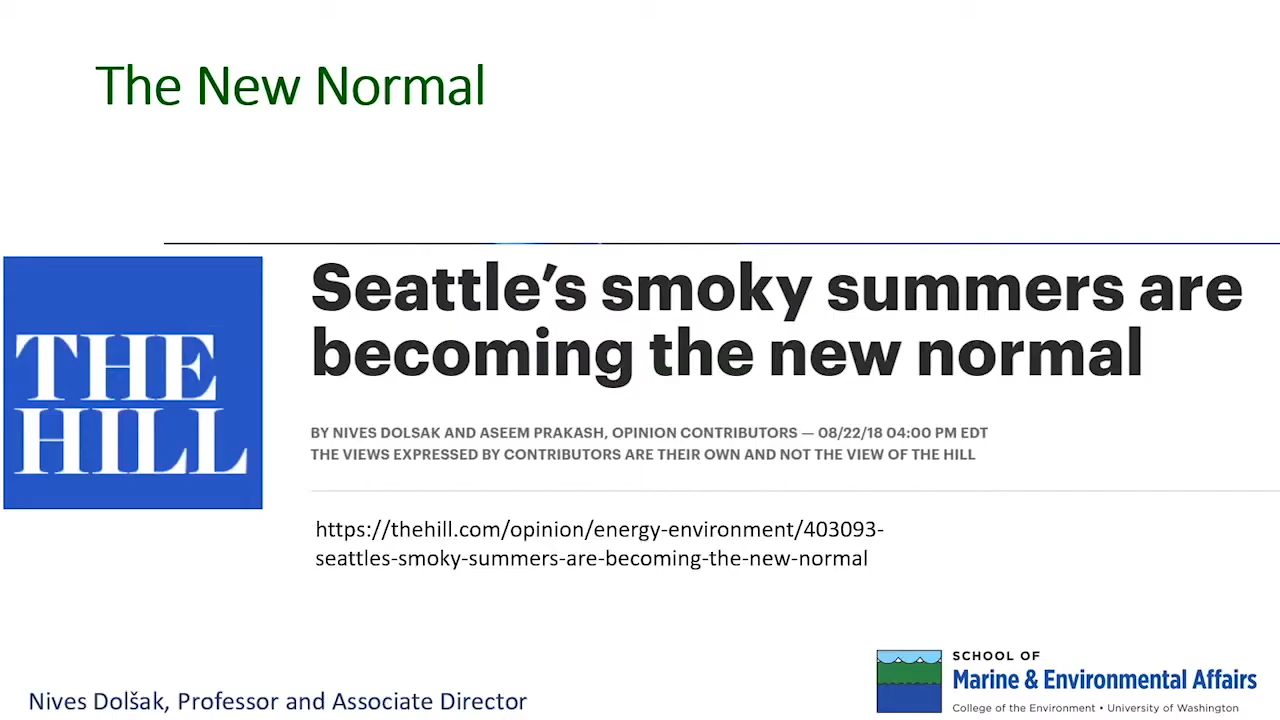 The New Normal
THE
HILL
Seattle’s smoky summers are
becoming the new normal
BY NIVES DOLSAK AND ASEEM PRAKASH, OPINION CONTRIBUTORS — 08/22/18 04:00 PM EDT
THE VIEWS EXPRESSED BY CONTRIBUTORS ARE THEIR OWN AND NOT THE VIEW OF THE HILL
https://thehill.com/opinion/energy-environment/403093-
seattles-smoky-summers-are-becoming-the-new-normal
Nives Dolšak, Professor and Associate Director
SCHOOL OF
Marine & Environmental Affairs
College of the Environment • University of Washington